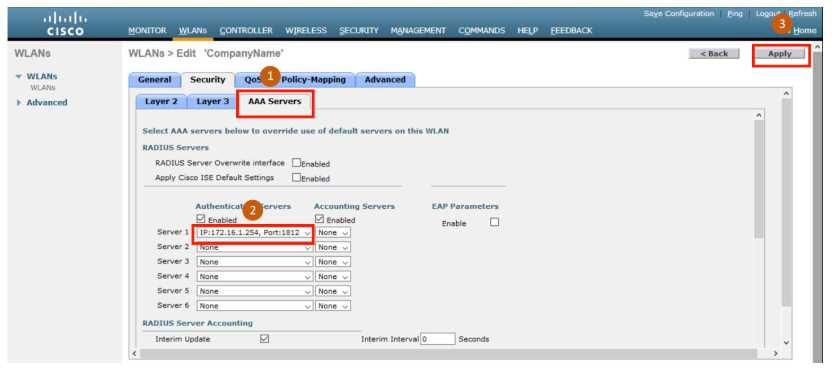 Save Configuration | Ping | Logout Refresh
CISCO MONITOR WLANs CONTROLLER WIRELESS SECURITY MANAGEMENT COMMANDS HELP FEEDBACK Home
3
WLANs WLANs > Edit 'CompanyName' < Back Apply
WLANs
WLANs
Advanced
General Security QoS Policy-Mapping Advanced
1
Layer 2 Layer 3 AAA Servers
Select AAA servers below to override use of default servers on this WLAN
RADIUS Servers
RADIUS Server Overwrite interface Enabled
Apply Cisco ISE Default Settings Enabled
Servers Accounting Servers EAP Parameters
2
Enabled Enabled Enable
Server 1 IP:172.16.1.254, Port:1812 None
Server 2 None None
Server 3 None None
Server 4 None None
Server 5 None None
Server 6 None None
RADIUS Server Accounting
Interim Update Interim Interval 0 Seconds